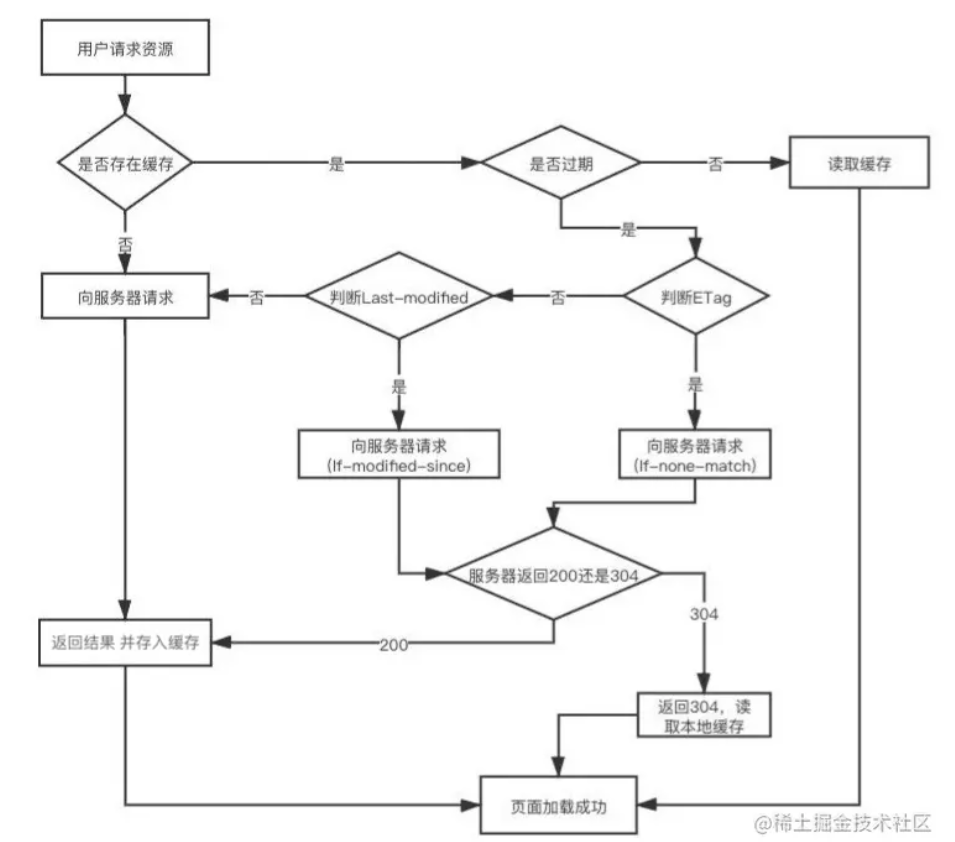 用户请求资源
是否存在缓存
是
是否过期
否
读取缓存
否
是
向服务器请求
否
判断Last-modified
否
判断ETag
是
是
向服务器请求
(If-modified-since)
向服务器请求
(If-none-match)
服务器返回200还是304
304
返回结果 并存入缓存
200
返回304，读
取本地缓存
页面加载成功
@稀土掘金技术社区